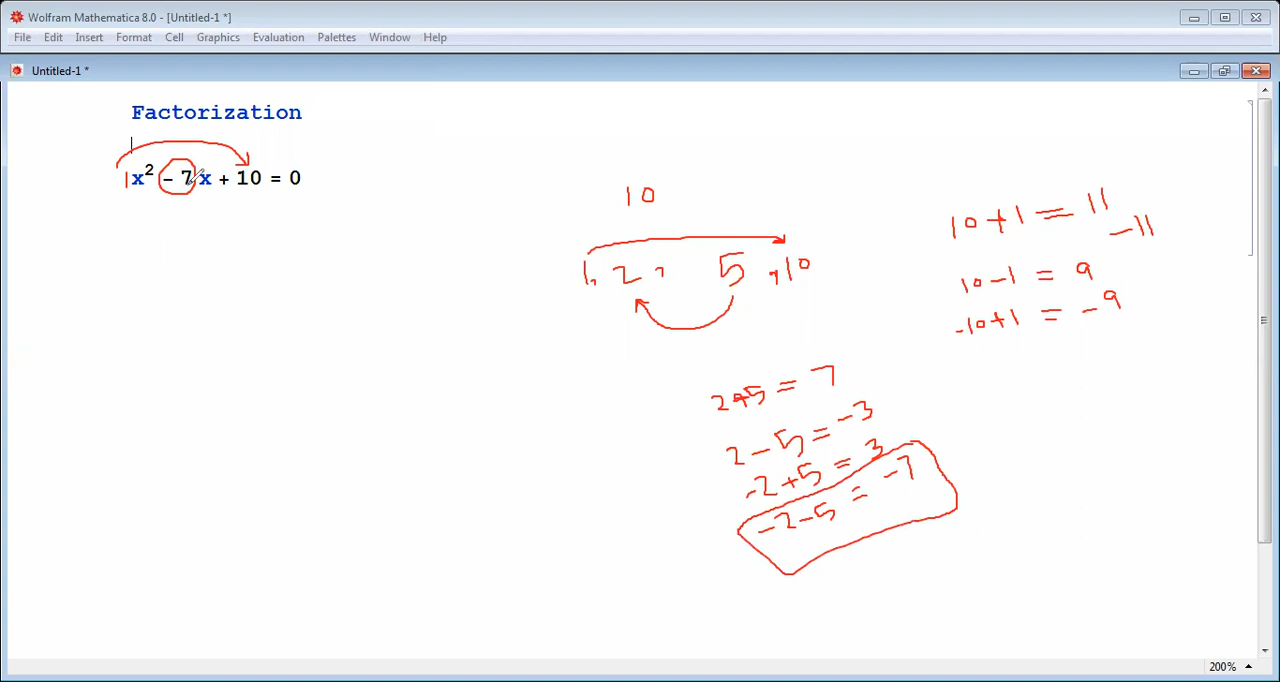 Wolfram Mathematica 8.0 - [Untitled-1 *]
File Edit Insert Format Cell Graphics Evaluation Palettes Window Help
Untitled-1 *
Factorization
1x² - 7x + 10 = 0
10
1, 2, 5, 10
10+1 = 11
-11
10-1 = 9
-10+1 = -9
2+5 = 7
2-5 = -3
-2+5 = 3
-2-5 = -7
200%